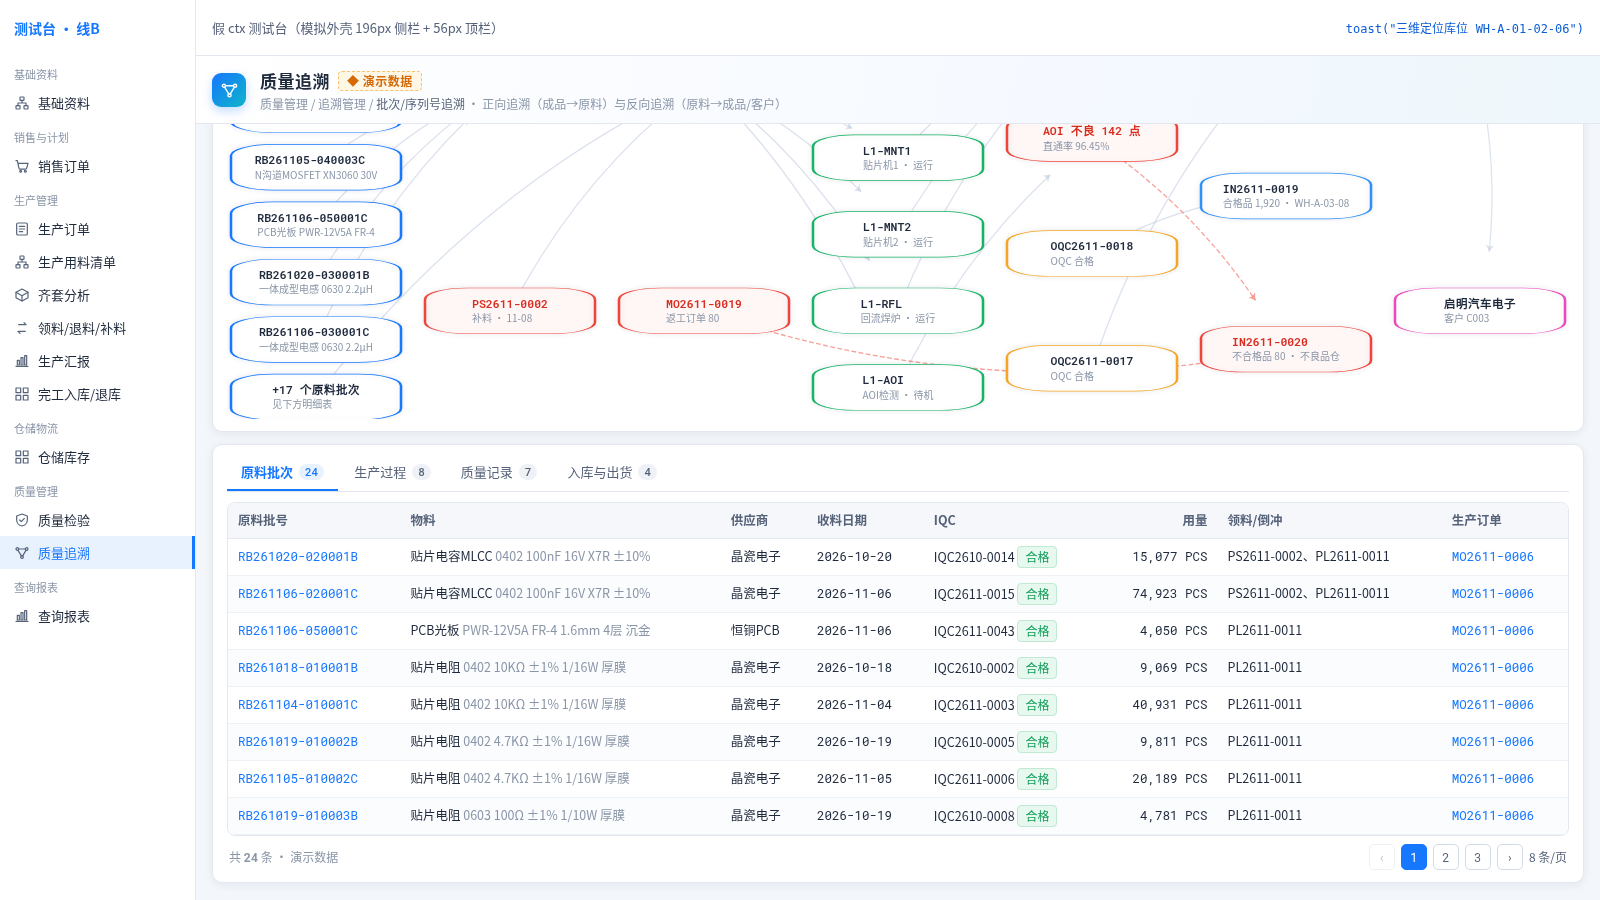 测试台 · 线B
假 ctx 测试台（模拟外壳 196px 侧栏 + 56px 顶栏）
toast("三维定位库位 WH-A-01-02-06")
基础资料
基础资料
销售与计划
销售订单
生产管理
生产订单
生产用料清单
齐套分析
领料/退料/补料
生产汇报
完工入库/退库
仓储物流
仓储库存
质量管理
质量检验
质量追溯
查询报表
查询报表
质量追溯
◆ 演示数据
质量管理 / 追溯管理 / 批次/序列号追溯 · 正向追溯（成品→原料）与反向追溯（原料→成品/客户）
RB261105-040003C
N沟道MOSFET XN3060 30V
RB261106-050001C
PCB光板 PWR-12V5A FR-4
RB261020-030001B
一体成型电感 0630 2.2μH
RB261106-030001C
一体成型电感 0630 2.2μH
+17 个原料批次
见下方明细表
PS2611-0002
补料 · 11-08
MO2611-0019
返工订单 80
L1-MNT1
贴片机1 · 运行
L1-MNT2
贴片机2 · 运行
L1-RFL
回流焊炉 · 运行
L1-AOI
AOI检测 · 待机
AOI 不良 142 点
直通率 96.45%
OQC2611-0018
OQC 合格
OQC2611-0017
OQC 合格
IN2611-0019
合格品 1,920 · WH-A-03-08
IN2611-0020
不合格品 80 · 不良品仓
启明汽车电子
客户 C003
原料批次 24 生产过程 8 质量记录 7 入库与出货 4
原料批号 物料 供应商 收料日期 IQC 用量 领料/倒冲 生产订单
RB261020-020001B 贴片电容MLCC 0402 100nF 16V X7R ±10% 晶瓷电子 2026-10-20 IQC2610-0014 合格 15,077 PCS PS2611-0002、PL2611-0011 MO2611-0006
RB261106-020001C 贴片电容MLCC 0402 100nF 16V X7R ±10% 晶瓷电子 2026-11-06 IQC2611-0015 合格 74,923 PCS PS2611-0002、PL2611-0011 MO2611-0006
RB261106-050001C PCB光板 PWR-12V5A FR-4 1.6mm 4层 沉金 恒铜PCB 2026-11-06 IQC2611-0043 合格 4,050 PCS PL2611-0011 MO2611-0006
RB261018-010001B 贴片电阻 0402 10KΩ ±1% 1/16W 厚膜 晶瓷电子 2026-10-18 IQC2610-0002 合格 9,069 PCS PL2611-0011 MO2611-0006
RB261104-010001C 贴片电阻 0402 10KΩ ±1% 1/16W 厚膜 晶瓷电子 2026-11-04 IQC2611-0003 合格 40,931 PCS PL2611-0011 MO2611-0006
RB261019-010002B 贴片电阻 0402 4.7KΩ ±1% 1/16W 厚膜 晶瓷电子 2026-10-19 IQC2610-0005 合格 9,811 PCS PL2611-0011 MO2611-0006
RB261105-010002C 贴片电阻 0402 4.7KΩ ±1% 1/16W 厚膜 晶瓷电子 2026-11-05 IQC2611-0006 合格 20,189 PCS PL2611-0011 MO2611-0006
RB261019-010003B 贴片电阻 0603 100Ω ±1% 1/10W 厚膜 晶瓷电子 2026-10-19 IQC2610-0008 合格 4,781 PCS PL2611-0011 MO2611-0006
共 24 条 · 演示数据
‹ 1 2 3 › 8 条/页